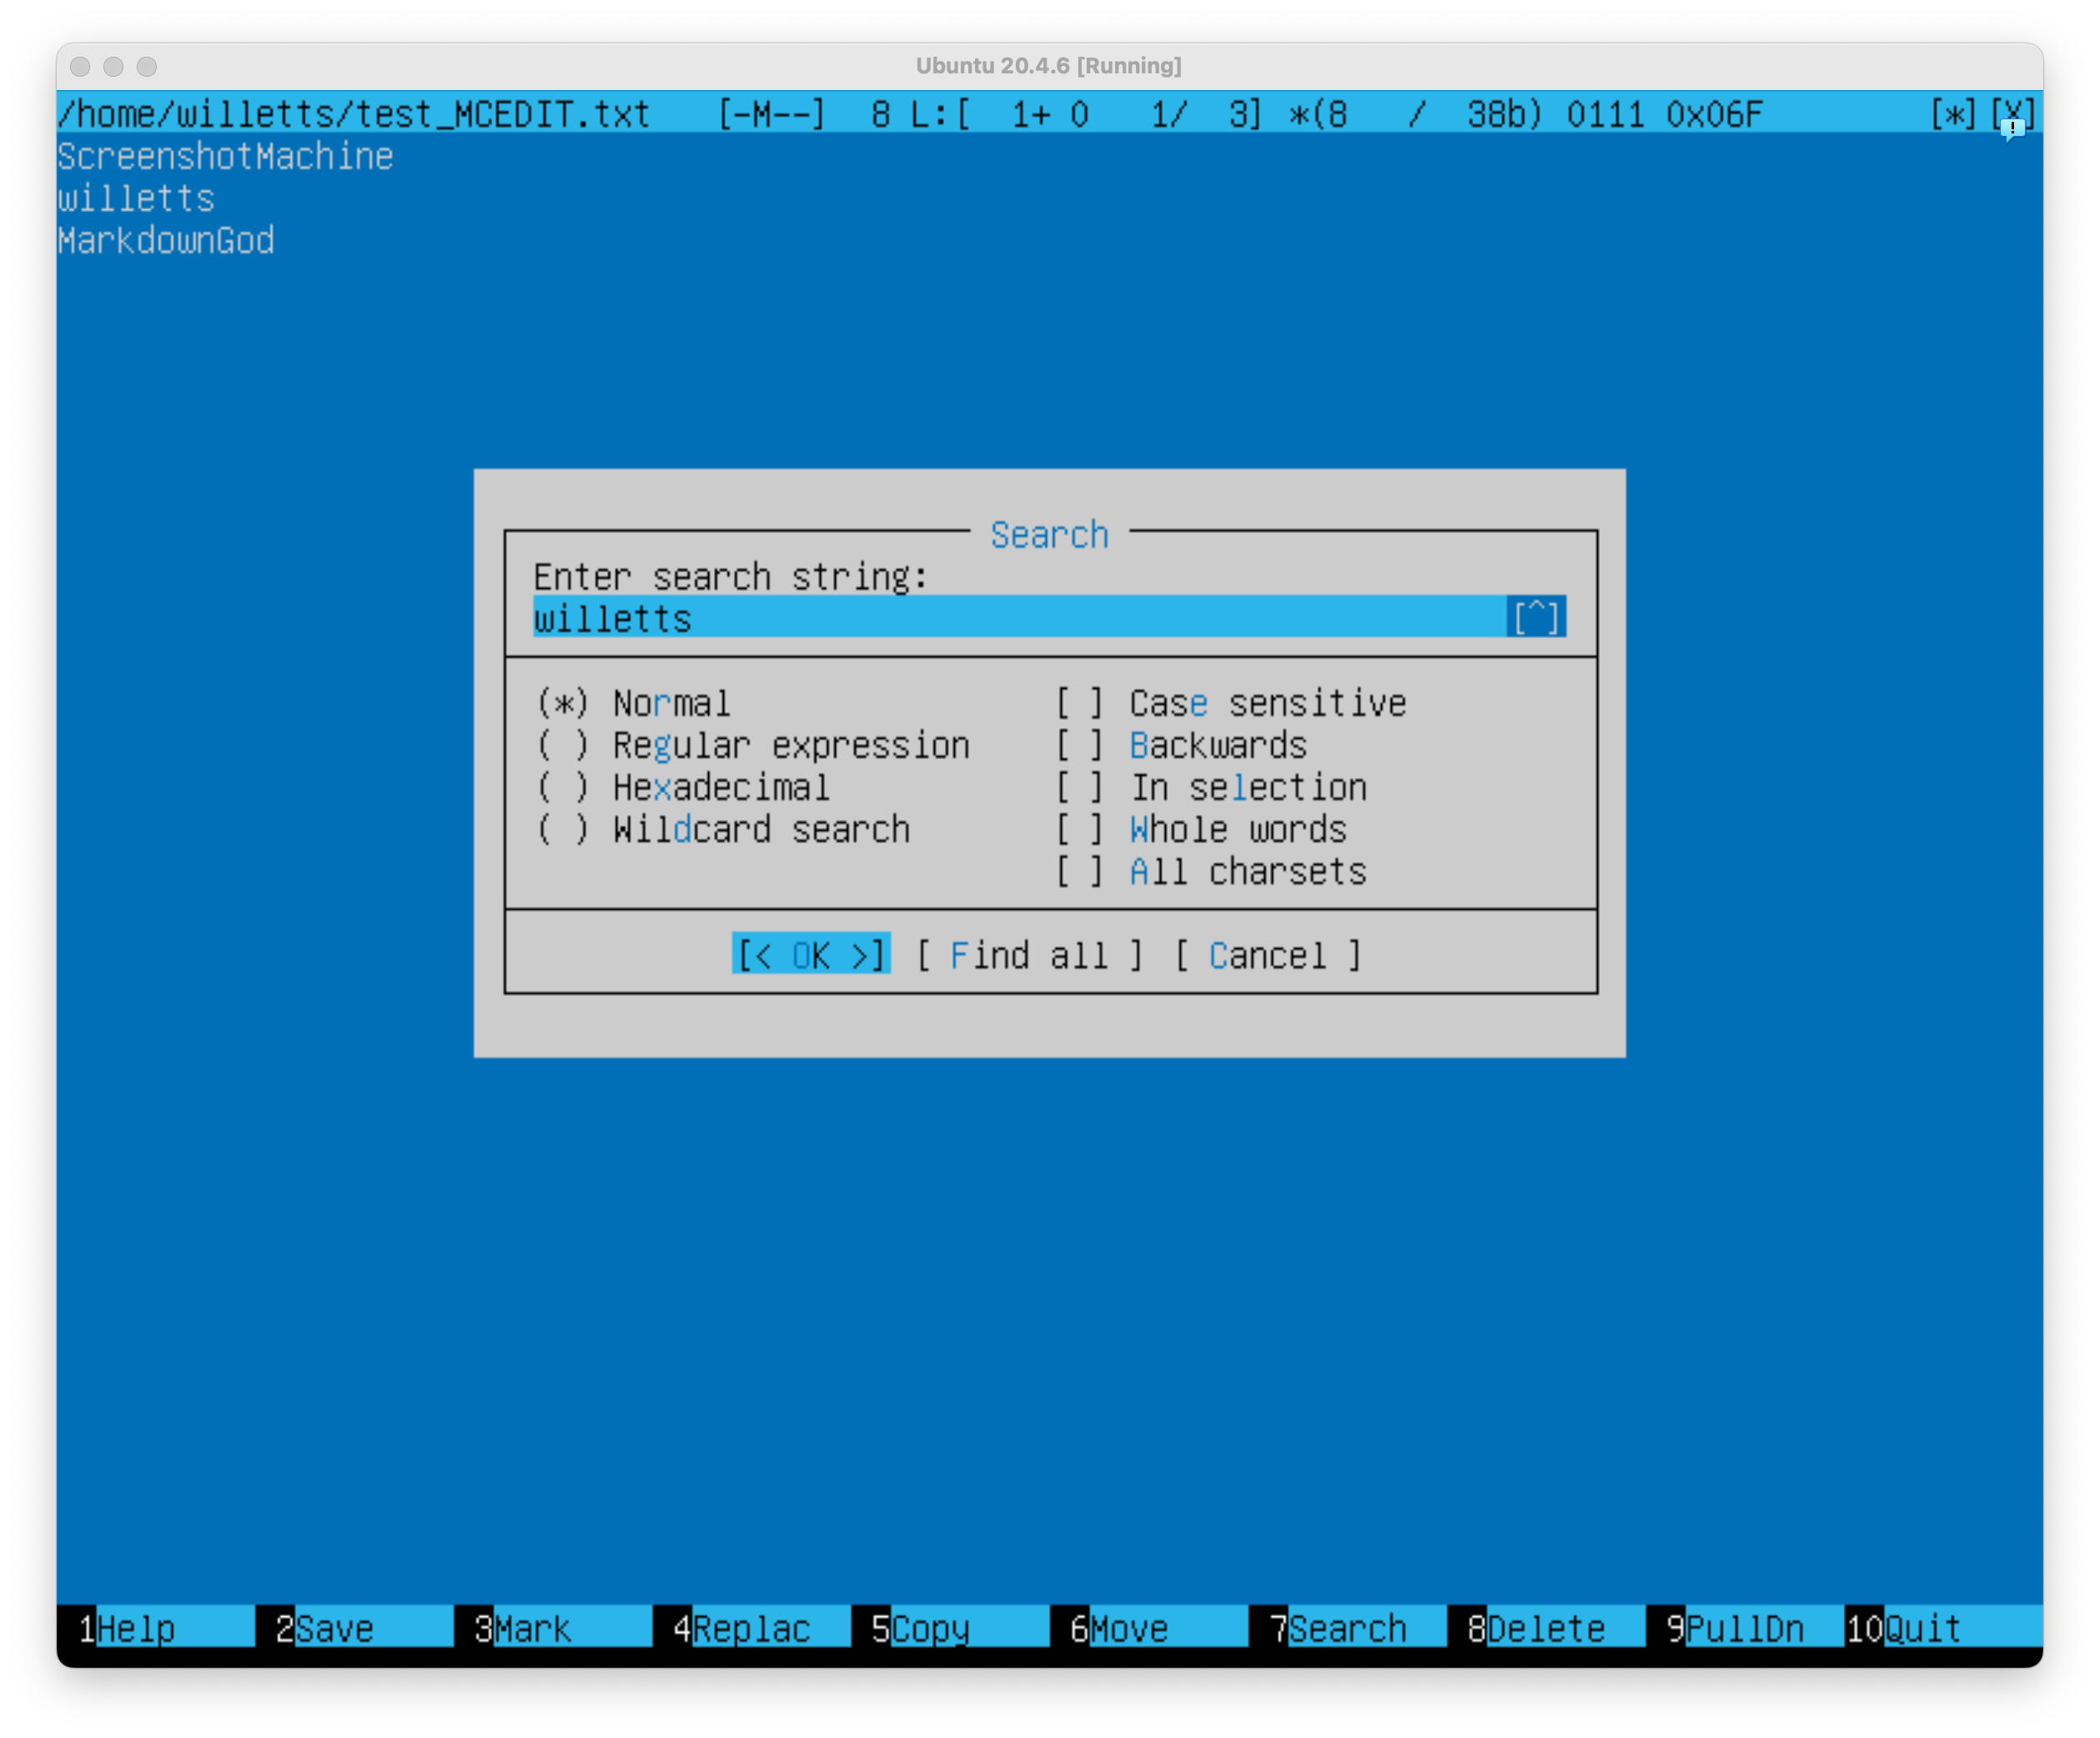 Ubuntu 20.4.6 [Running]
/home/willetts/test_MCEDIT.txt [-M--] 8 L:[ 1+ 0 1/ 3] *(8 / 38b) 0111 0x06F [*][X]
ScreenshotMachine
willetts
MarkdownGod
Search
Enter search string:
willetts [^]
(*) Normal [ ] Case sensitive
( ) Regular expression [ ] Backwards
( ) Hexadecimal [ ] In selection
( ) Wildcard search [ ] Whole words
[ ] All charsets
[< OK >] [ Find all ] [ Cancel ]
1Help 2Save 3Mark 4Replac 5Copy 6Move 7Search 8Delete 9PullDn 10Quit